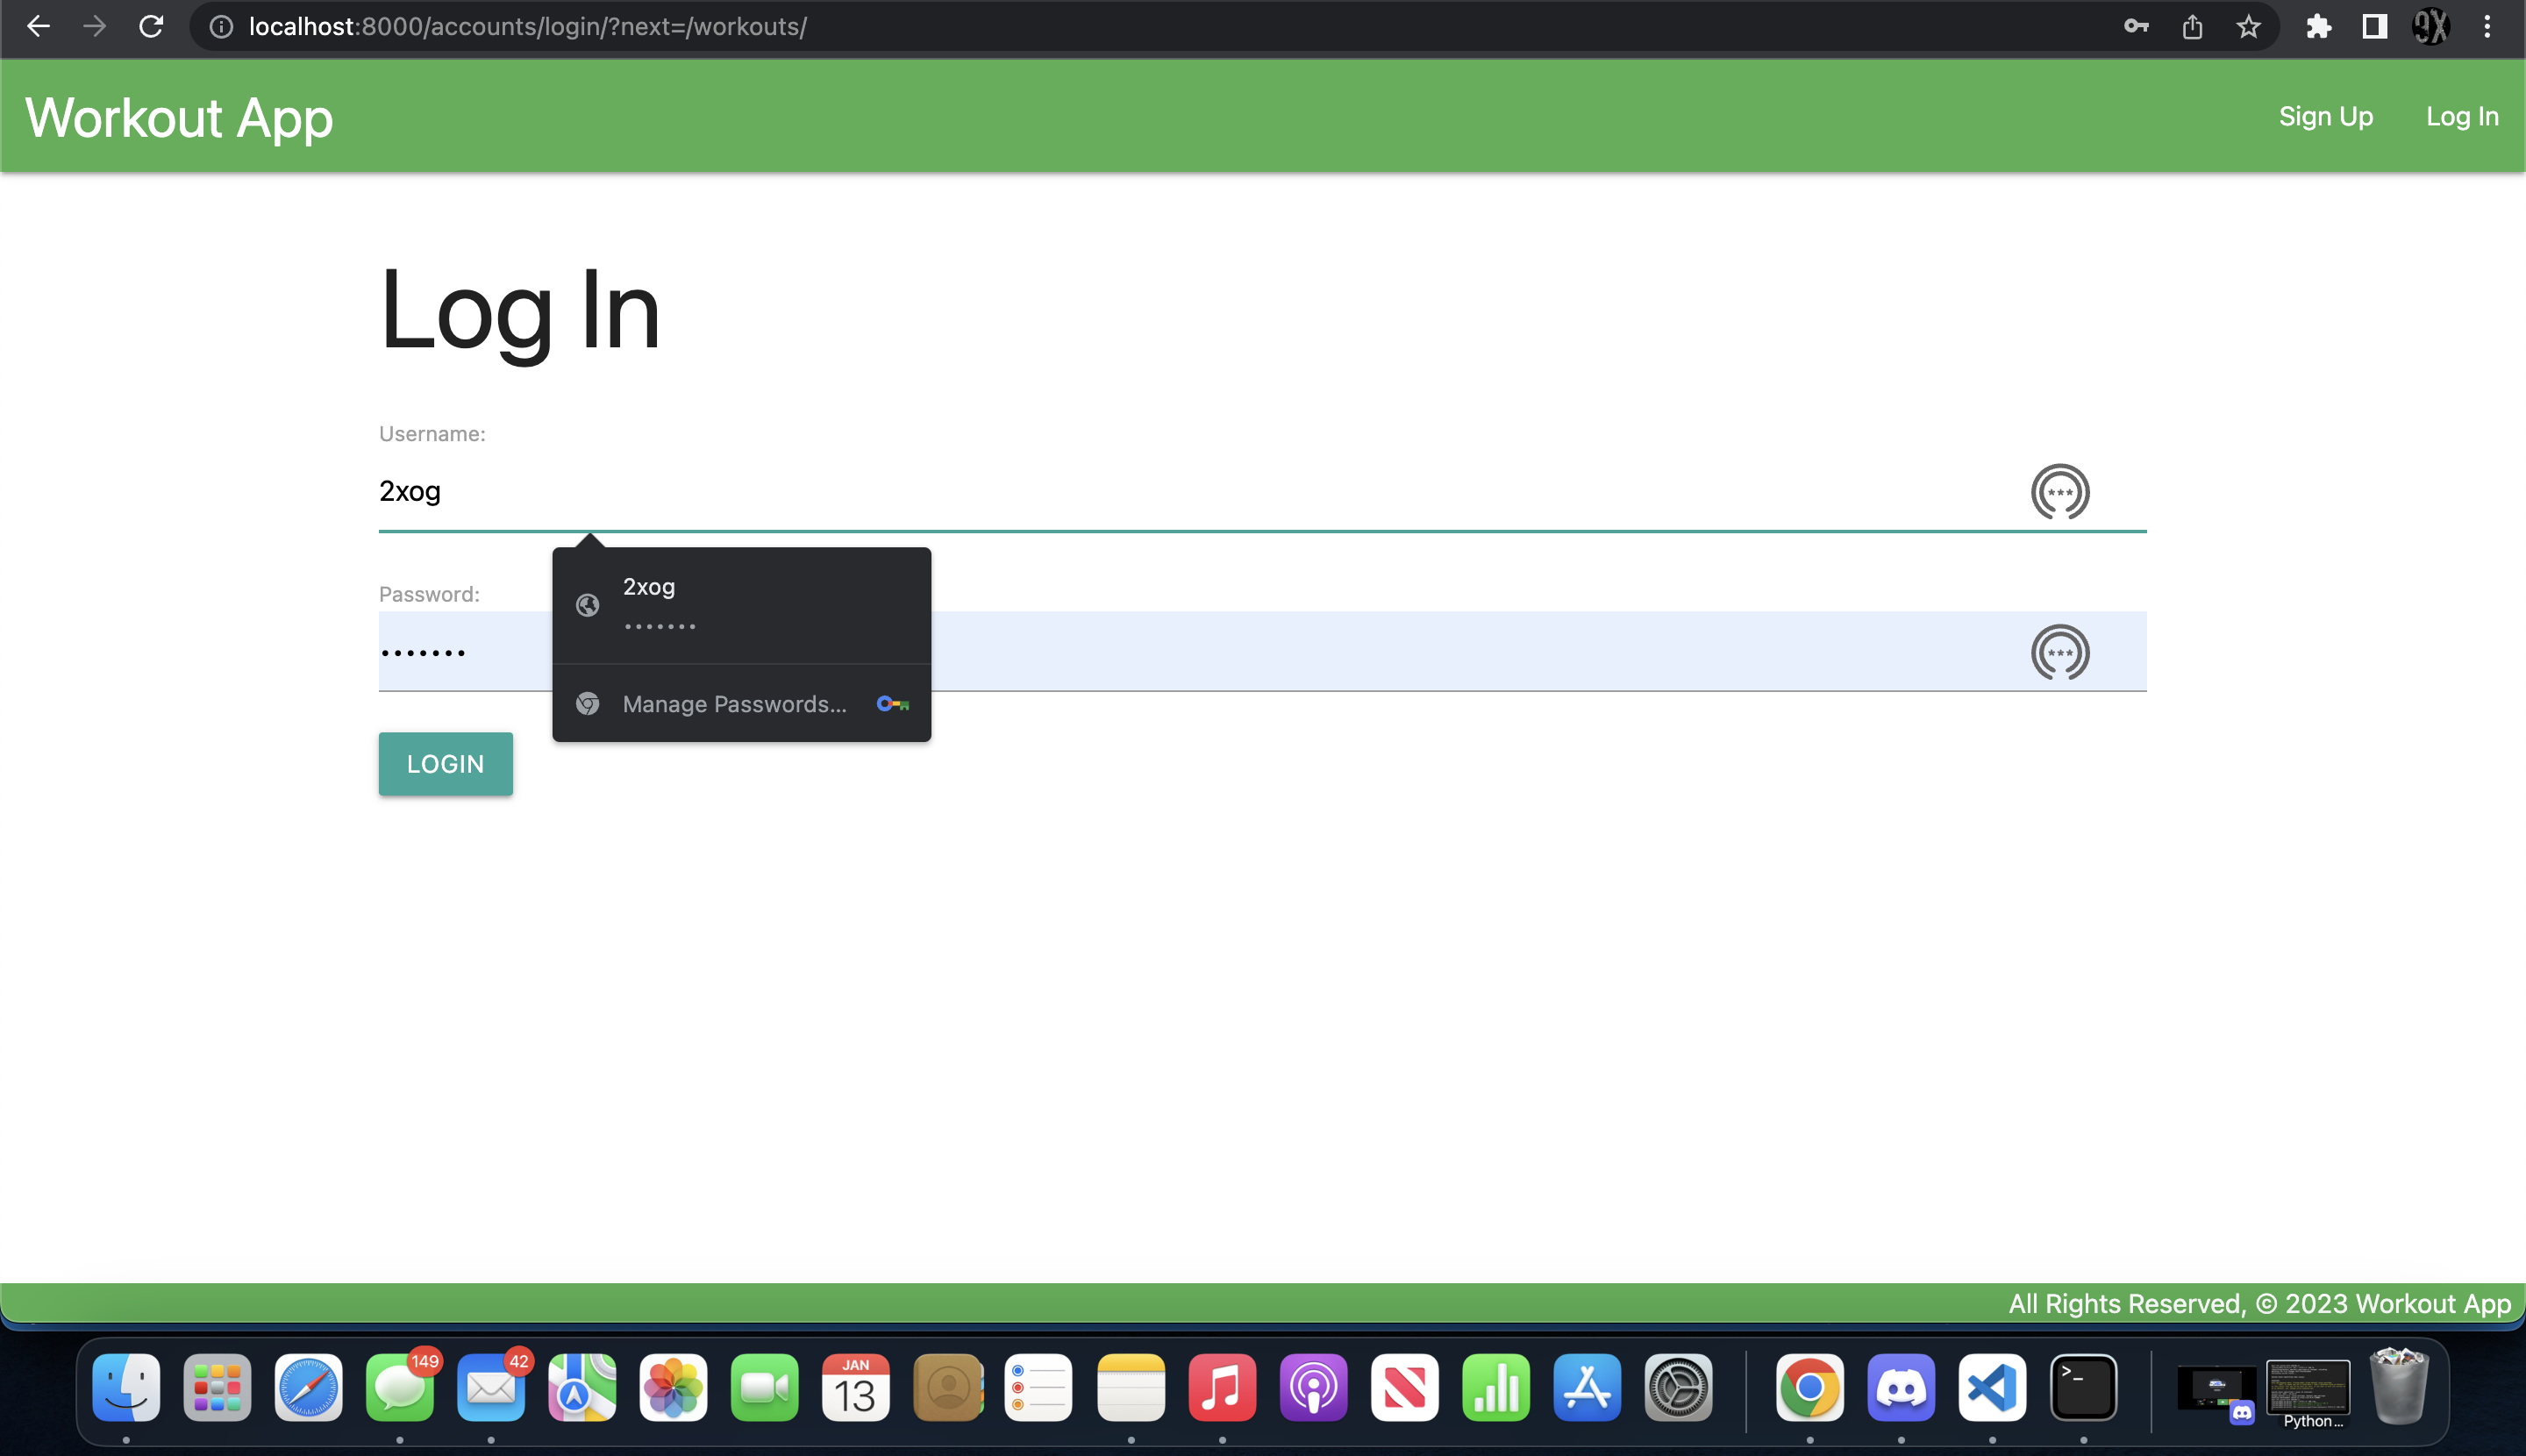 localhost:8000/accounts/login/?next=/workouts/
Workout App
Sign Up
Log In
Log In
Username:
2xog
2xog
•••••••
Password:
•••••••
Manage Passwords...
LOGIN
All Rights Reserved, © 2023 Workout App
149
42
JAN
13
>_
Python...